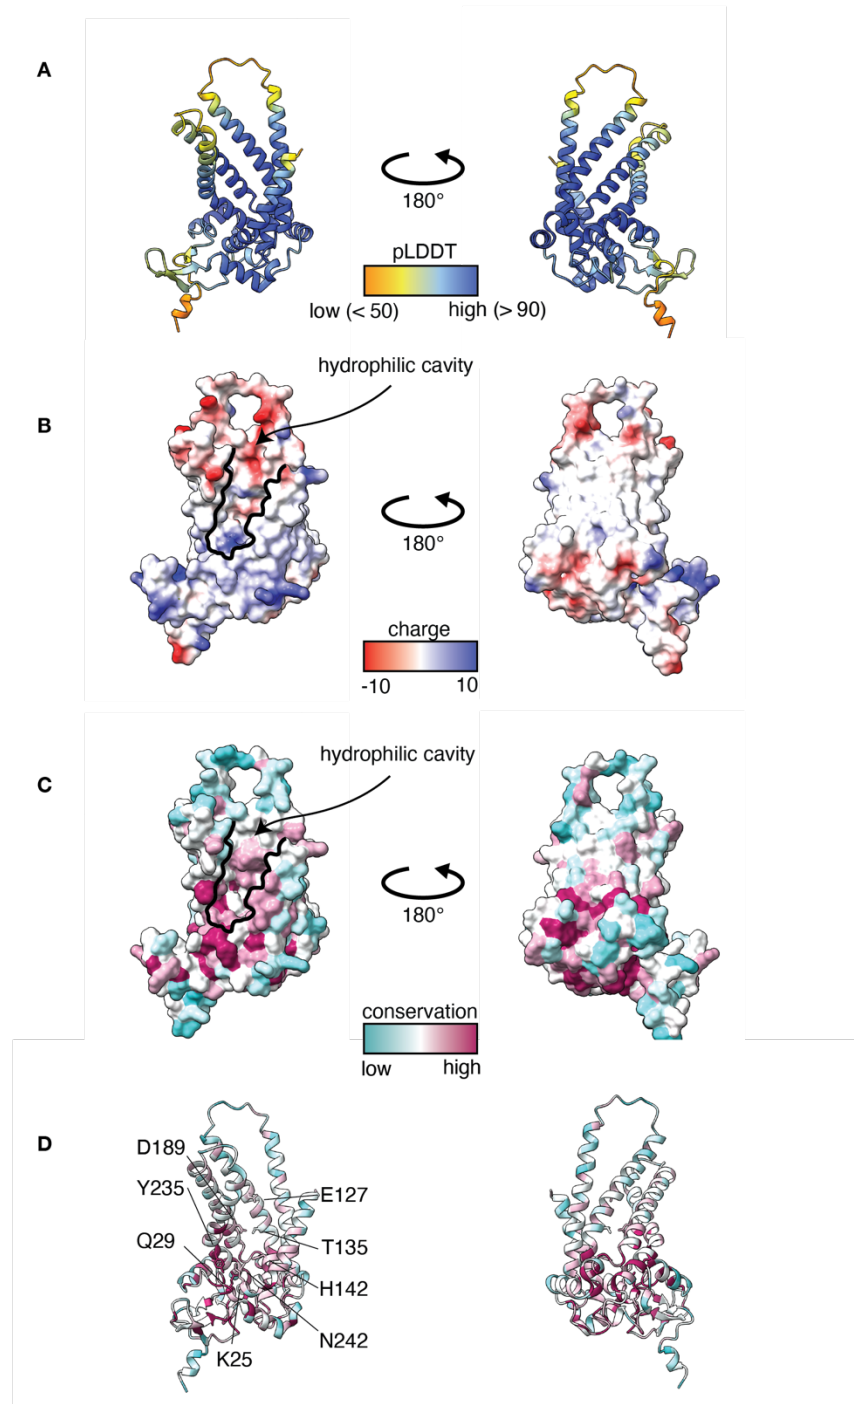 A
180°
pLDDT
low (< 50)
high (> 90)
hydrophilic cavity
B
180°
charge
-10
10
hydrophilic cavity
C
180°
conservation
low
high
D
D189
Y235
E127
Q29
T135
H142
N242
K25